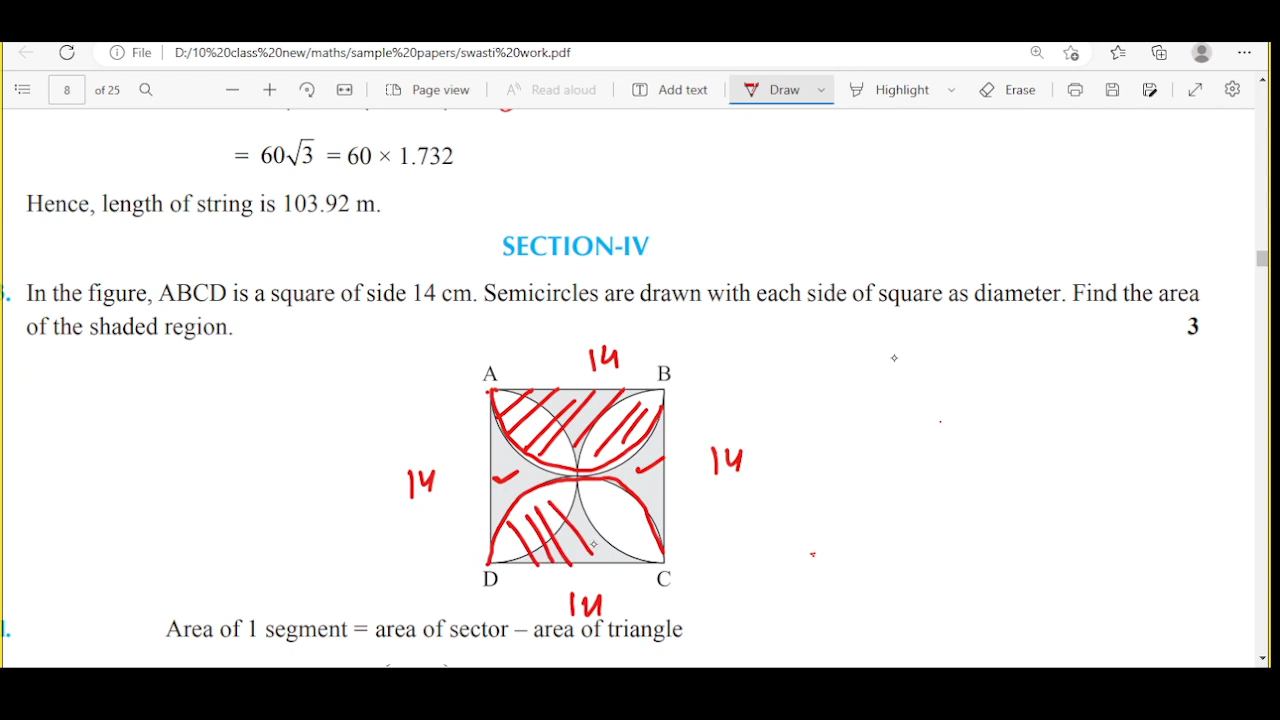 File D:/10%20class%20new/maths/sample%20papers/swasti%20work.pdf
8 of 25 Page view Read aloud Add text Draw Highlight Erase
= 60√3 = 60 × 1.732
Hence, length of string is 103.92 m.
SECTION-IV
In the figure, ABCD is a square of side 14 cm. Semicircles are drawn with each side of square as diameter. Find the area
of the shaded region. 3
14
A B
14 14
D C
14
Area of 1 segment = area of sector – area of triangle